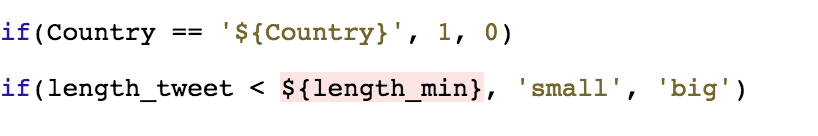 if(Country == '${Country}', 1, 0)
if(length_tweet < ${length_min}, 'small', 'big')